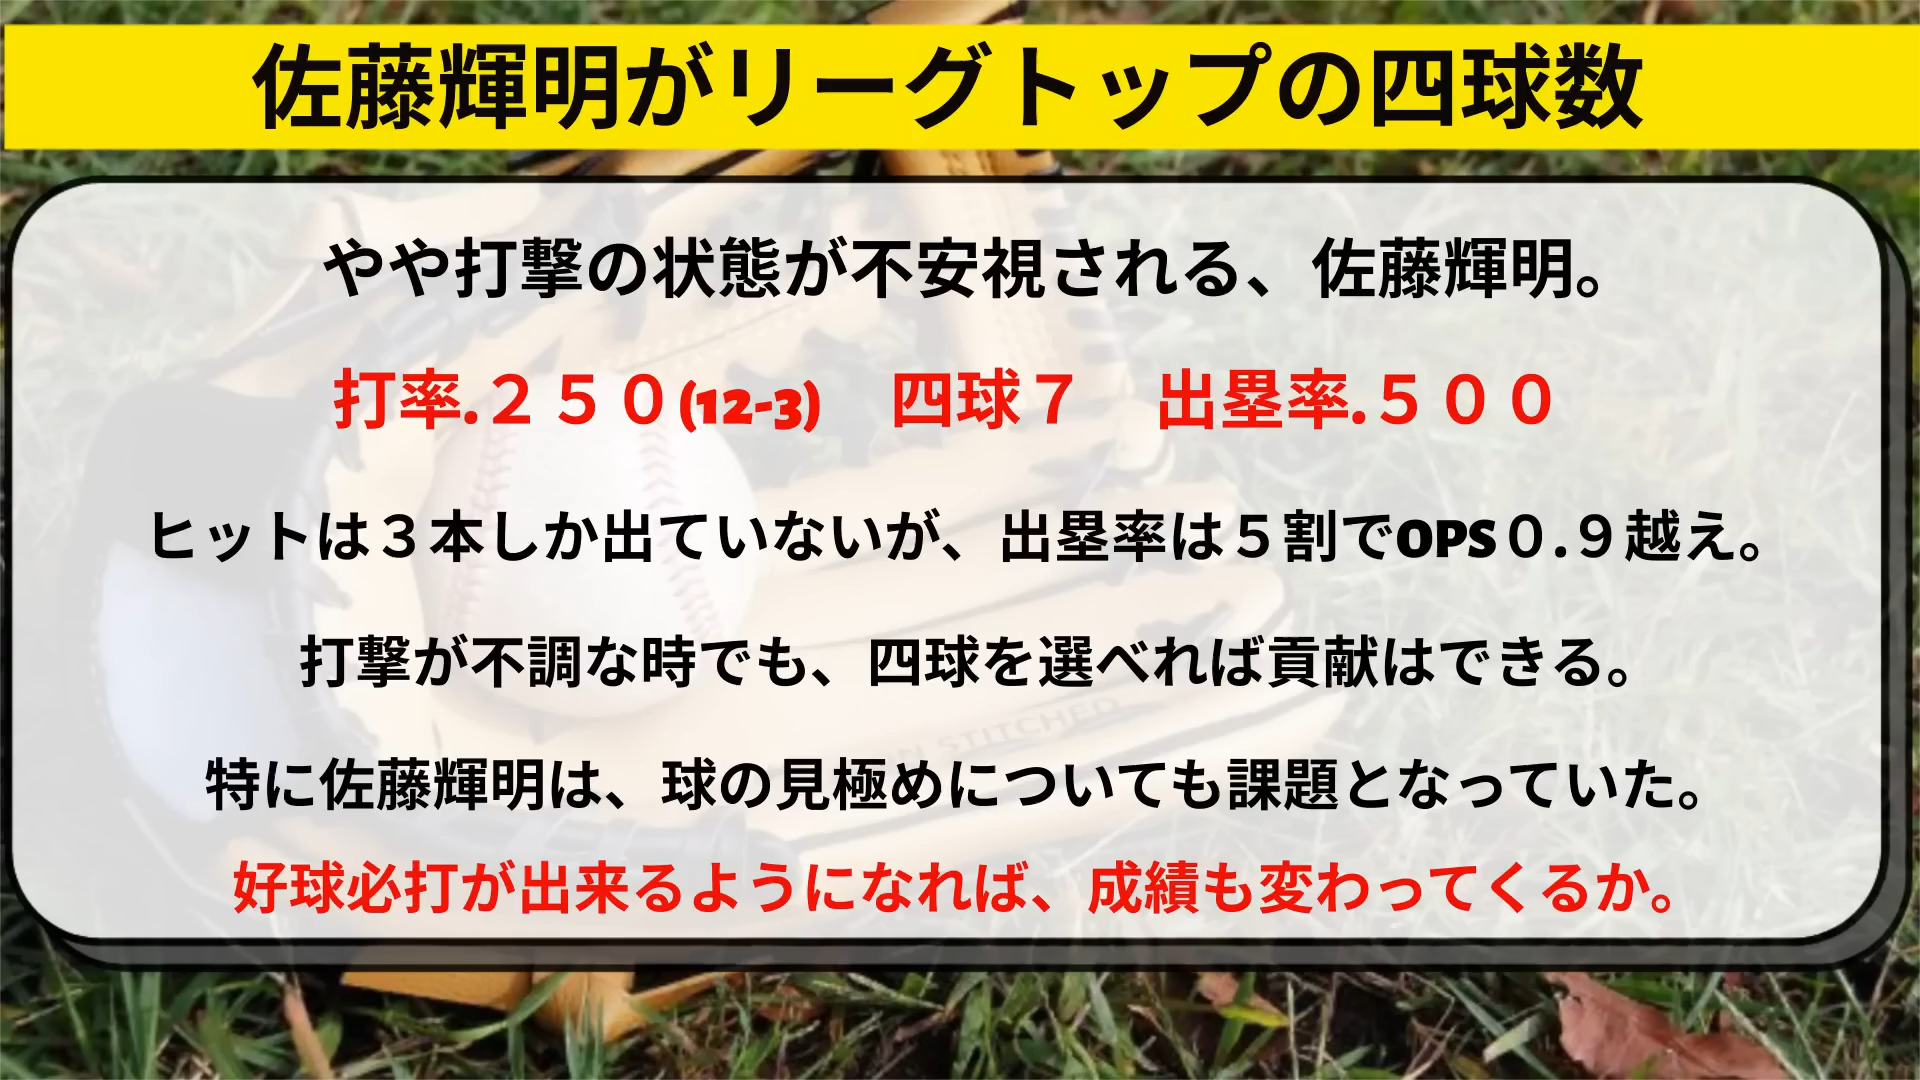 佐藤輝明がリーグトップの四球数
やや打撃の状態が不安視される、佐藤輝明。
打率.２５０(12-3)　四球７　出塁率.５００
ヒットは３本しか出ていないが、出塁率は５割でOPS０.９越え。
打撃が不調な時でも、四球を選べれば貢献はできる。
N STITCHED
特に佐藤輝明は、球の見極めについても課題となっていた。
好球必打が出来るようになれば、成績も変わってくるか。